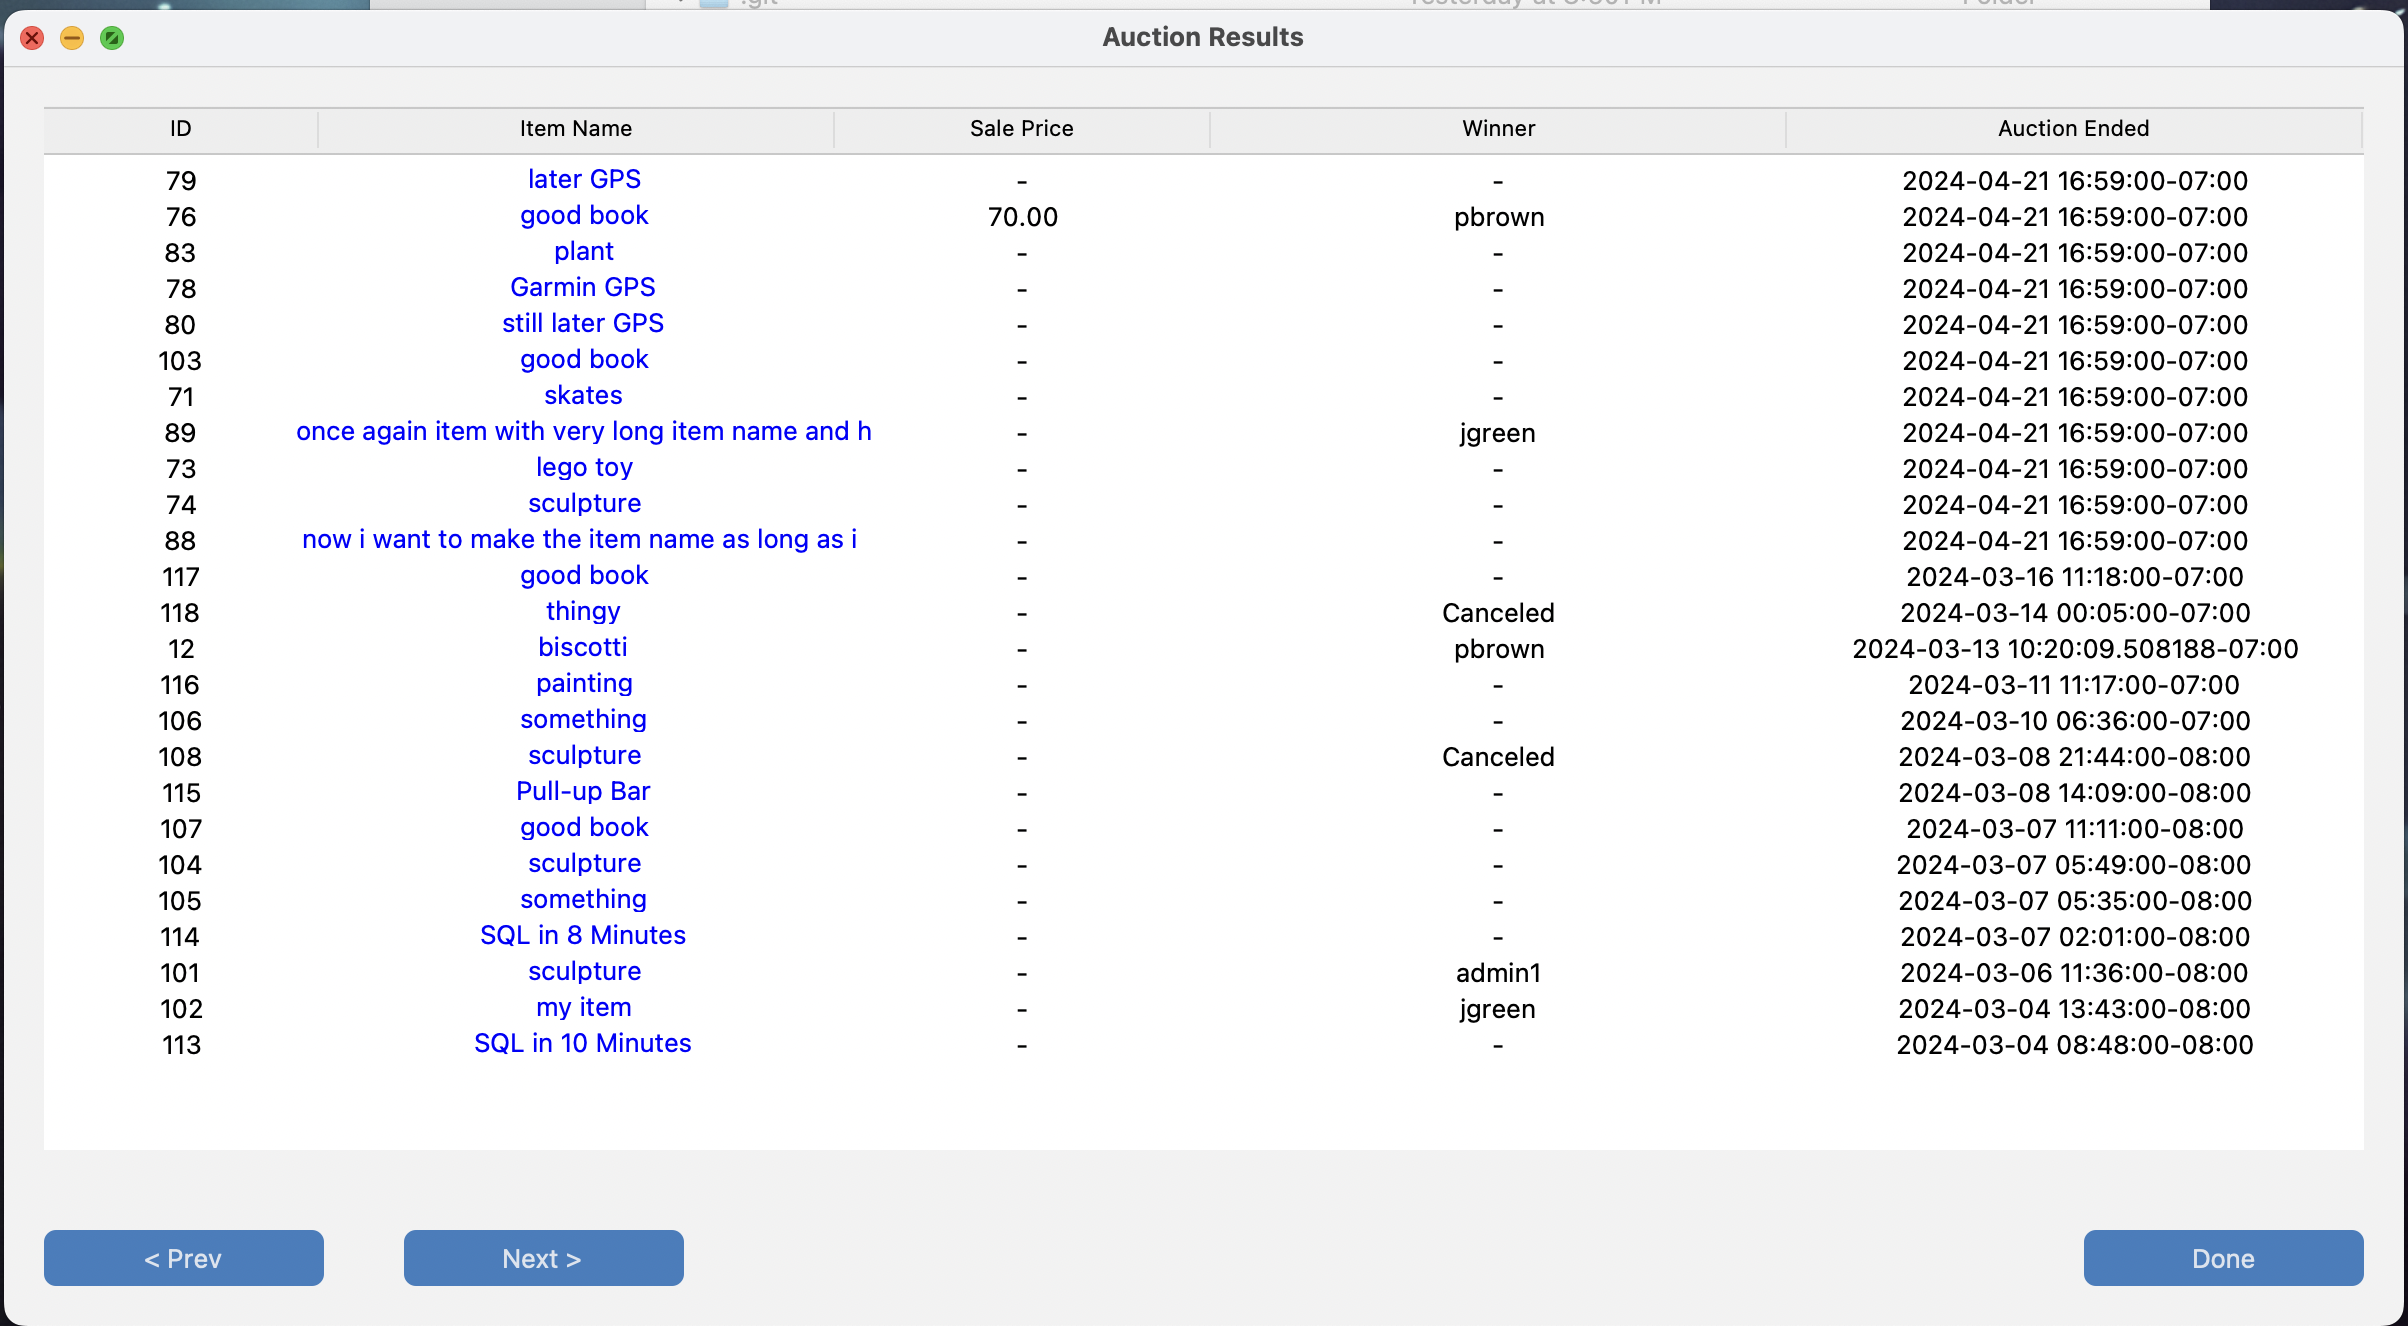 .git
Auction Results
ID Item Name Sale Price Winner Auction Ended
79 later GPS - - 2024-04-21 16:59:00-07:00
76 good book 70.00 pbrown 2024-04-21 16:59:00-07:00
83 plant - - 2024-04-21 16:59:00-07:00
78 Garmin GPS - - 2024-04-21 16:59:00-07:00
80 still later GPS - - 2024-04-21 16:59:00-07:00
103 good book - - 2024-04-21 16:59:00-07:00
71 skates - - 2024-04-21 16:59:00-07:00
89 once again item with very long item name and h - jgreen 2024-04-21 16:59:00-07:00
73 lego toy - - 2024-04-21 16:59:00-07:00
74 sculpture - - 2024-04-21 16:59:00-07:00
88 now i want to make the item name as long as i - - 2024-04-21 16:59:00-07:00
117 good book - - 2024-03-16 11:18:00-07:00
118 thingy - Canceled 2024-03-14 00:05:00-07:00
12 biscotti - pbrown 2024-03-13 10:20:09.508188-07:00
116 painting - - 2024-03-11 11:17:00-07:00
106 something - - 2024-03-10 06:36:00-07:00
108 sculpture - Canceled 2024-03-08 21:44:00-08:00
115 Pull-up Bar - - 2024-03-08 14:09:00-08:00
107 good book - - 2024-03-07 11:11:00-08:00
104 sculpture - - 2024-03-07 05:49:00-08:00
105 something - - 2024-03-07 05:35:00-08:00
114 SQL in 8 Minutes - - 2024-03-07 02:01:00-08:00
101 sculpture - admin1 2024-03-06 11:36:00-08:00
102 my item - jgreen 2024-03-04 13:43:00-08:00
113 SQL in 10 Minutes - - 2024-03-04 08:48:00-08:00
< Prev Next > Done